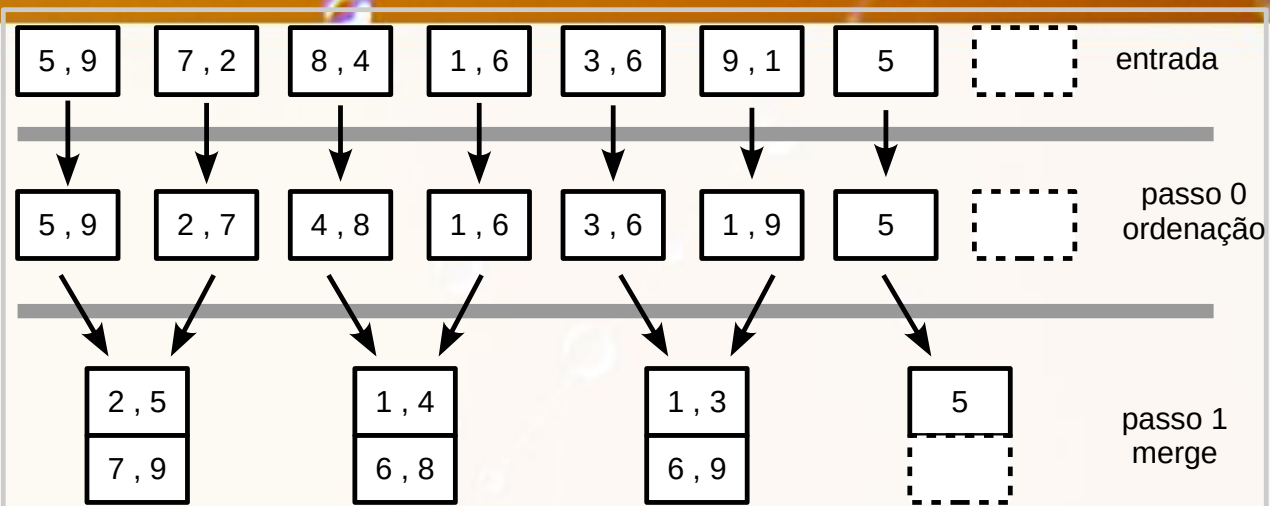 5 , 9 7 , 2 8 , 4 1 , 6 3 , 6 9 , 1 5 entrada
5 , 9 2 , 7 4 , 8 1 , 6 3 , 6 1 , 9 5 passo 0
ordenação
2 , 5 1 , 4 1 , 3 5 passo 1
7 , 9 6 , 8 6 , 9 merge